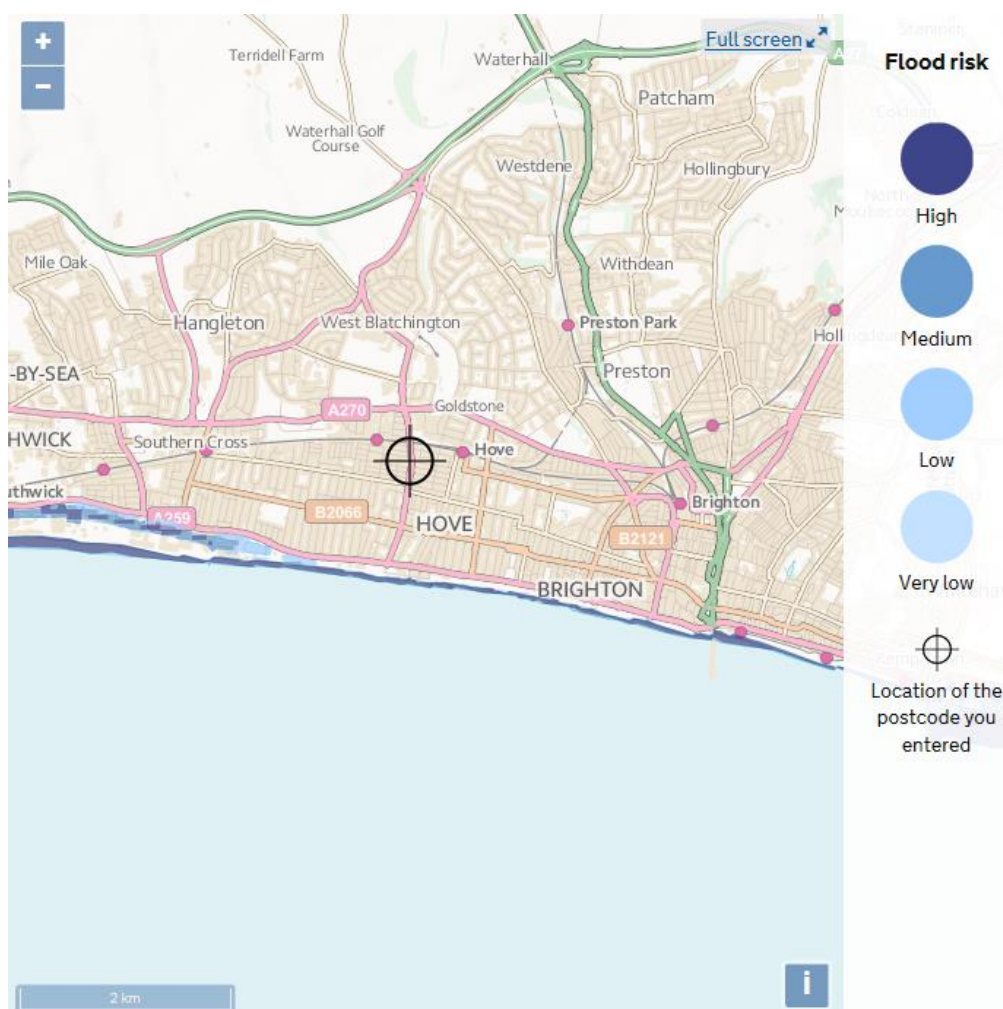 +
−
Full screen
Stanmer
Flood risk
Terridell Farm
Waterhall
Patcham
Waterhall Golf
Course
Westdene
Hollingbury
High
Mile Oak
Withdean
Hangleton
West Blatchington
Preston Park
Medium
-BY-SEA
Preston
A270
Goldstone
HWICK
Southern Cross
Hove
Low
uthwick
Brighton
A259
B2066
HOVE
B2121
BRIGHTON
Very low
Location of the
postcode you
entered
2 km
i